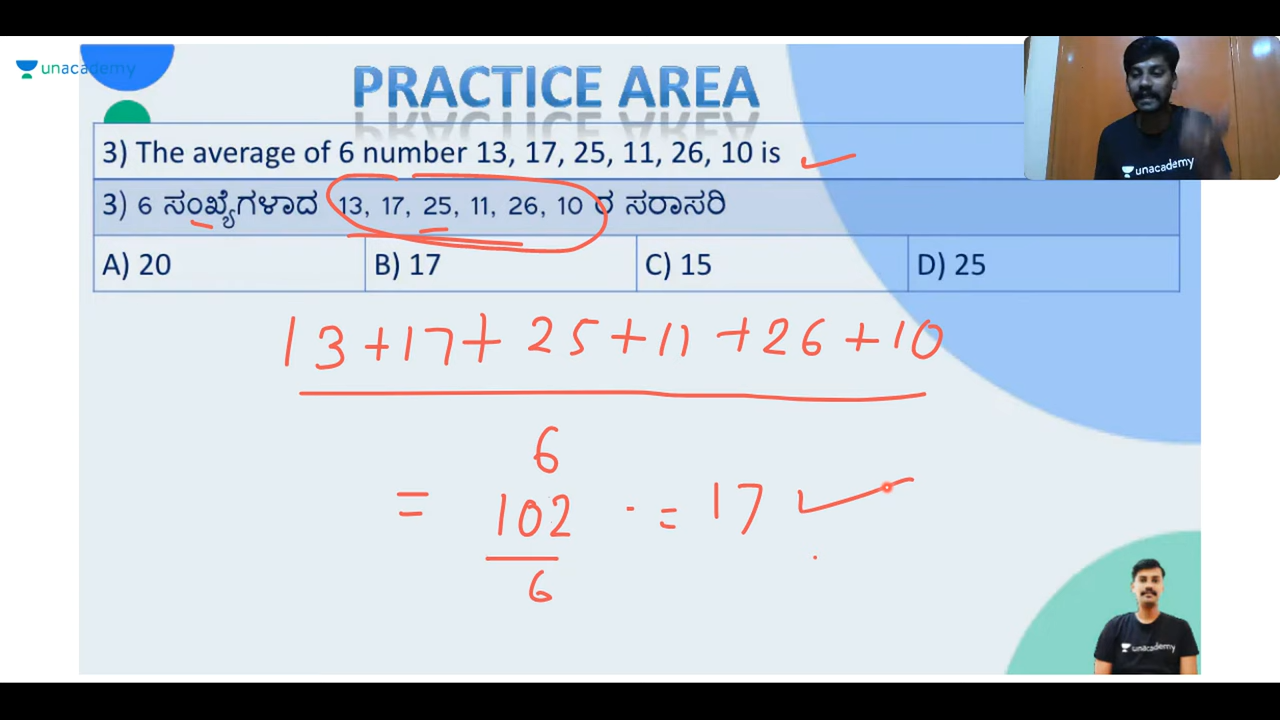 unacademy
PRACTICE AREA
3) The average of 6 number 13, 17, 25, 11, 26, 10 is
3) 6 ಸಂಖ್ಯೆಗಳಾದ 13, 17, 25, 11, 26, 10 ರ ಸರಾಸರಿ
A) 20 B) 17 C) 15 D) 25
13+17+25+11+26+10
6
= 102 = 17
6
unacademy
unacademy